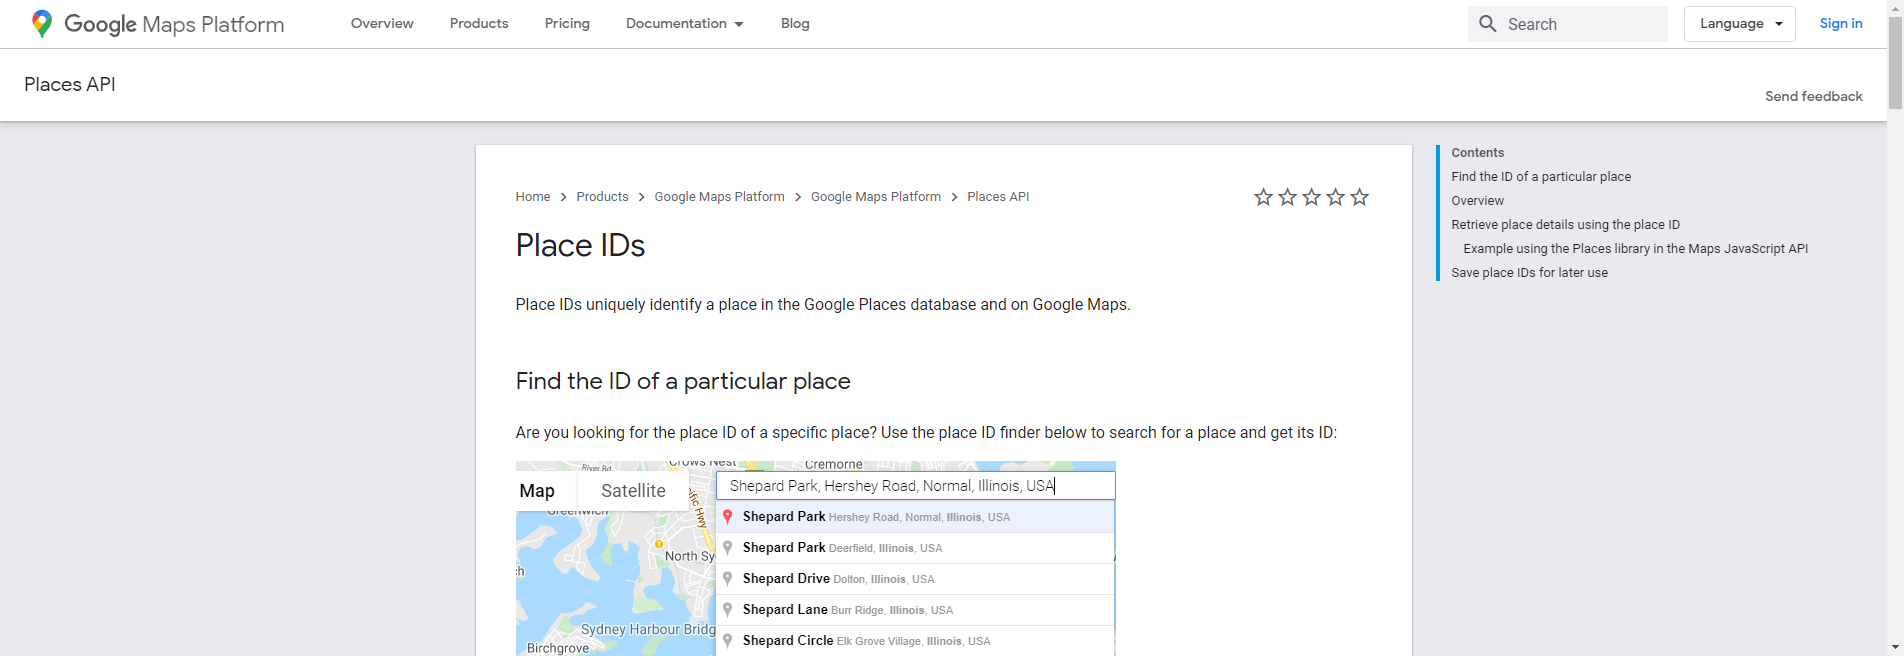 Google Maps Platform
Overview
Products
Pricing
Documentation
Blog
Search
Language
Sign in
Places API
Send feedback
Home
Products
Google Maps Platform
Google Maps Platform
Places API
Place IDs
Place IDs uniquely identify a place in the Google Places database and on Google Maps.
Find the ID of a particular place
Are you looking for the place ID of a specific place? Use the place ID finder below to search for a place and get its ID:
River Rd
Crows Nest
Cremorne
Map
Satellite
Shepard Park, Hershey Road, Normal, Illinois, USA
Greenwich
ific Hwy
Shepard Park Hershey Road, Normal, Illinois, USA
Shepard Park Deerfield, Illinois, USA
North Sy
ch
Shepard Drive Dolton, Illinois, USA
Shepard Lane Burr Ridge, Illinois, USA
Sydney Harbour Bridg
Shepard Circle Elk Grove Village, Illinois, USA
Birchgrove
Contents
Find the ID of a particular place
Overview
Retrieve place details using the place ID
Example using the Places library in the Maps JavaScript API
Save place IDs for later use